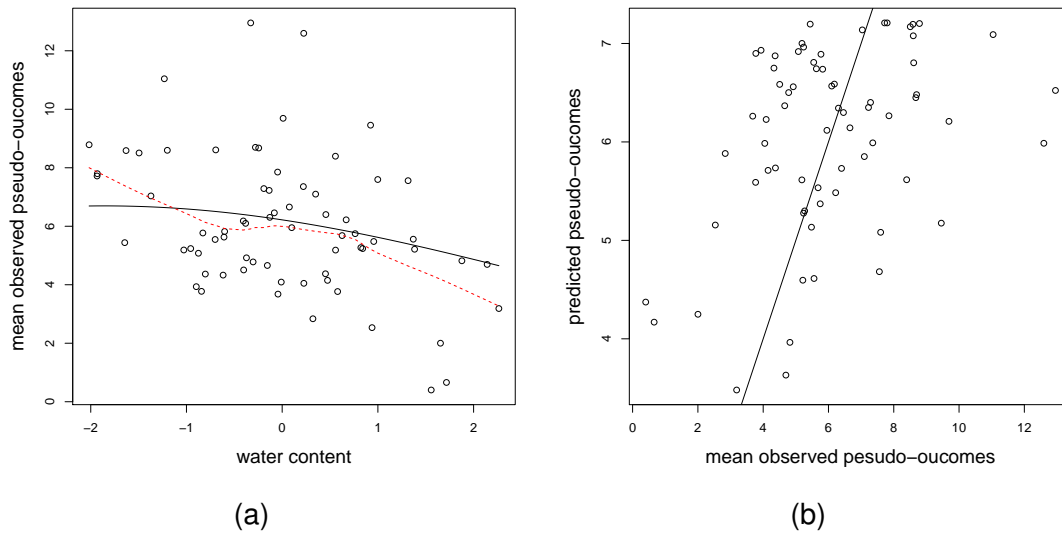 12
10
8
6
4
2
0
mean observed pseudo−oucomes
−2 −1 0 1 2
water content
(a)
7
6
5
4
predicted pseudo−oucomes
0 2 4 6 8 10 12
mean observed pesudo−oucomes
(b)